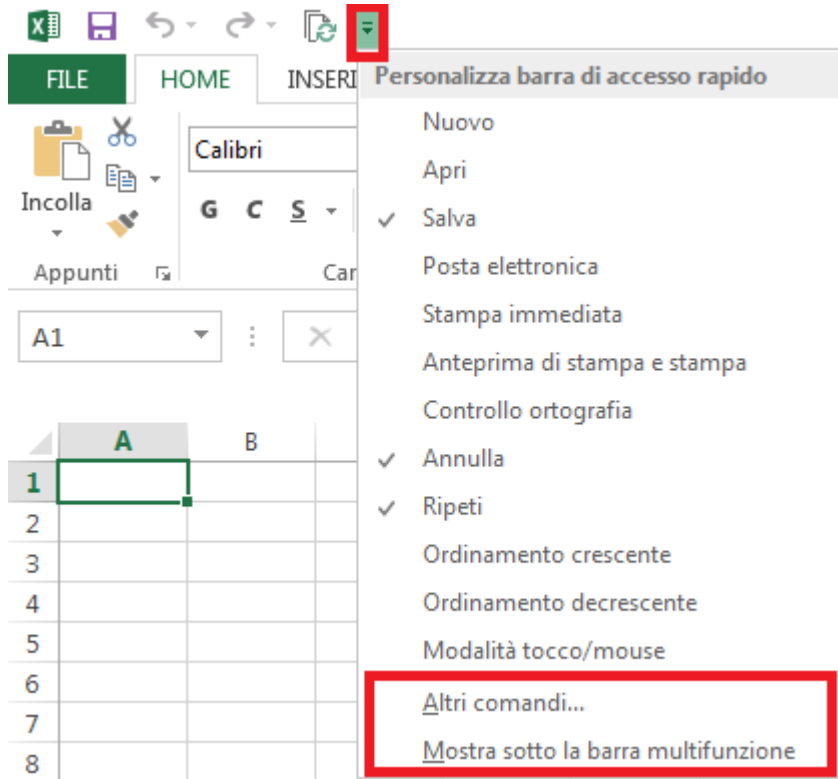 FILE HOME INSERI
Personalizza barra di accesso rapido
Nuovo
Apri
Salva
Posta elettronica
Stampa immediata
Anteprima di stampa e stampa
Controllo ortografia
Annulla
Ripeti
Ordinamento crescente
Ordinamento decrescente
Modalità tocco/mouse
Altri comandi...
Mostra sotto la barra multifunzione
Incolla
Calibri
G C S
Appunti Car
A1
A B
1
2
3
4
5
6
7
8